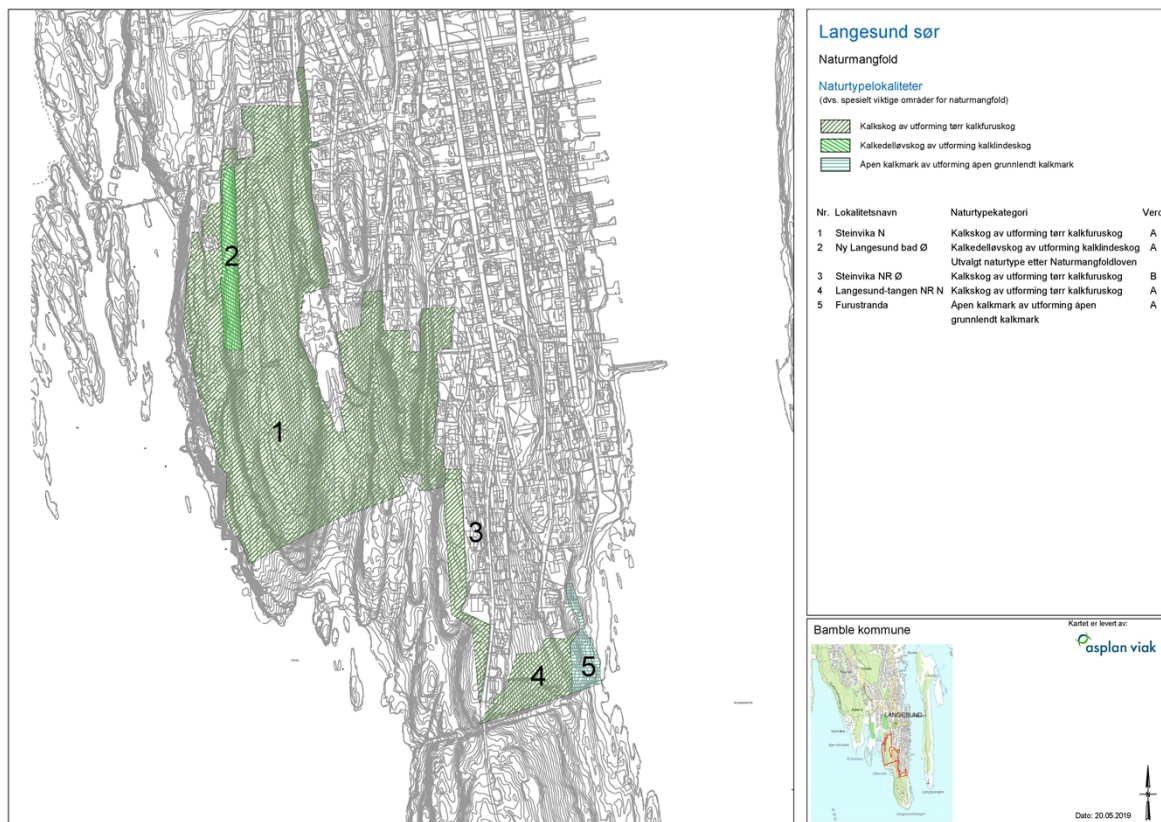 Langesund sør
Naturmangfold
Naturtypelokaliteter
(dvs. spesielt viktige områder for naturmangfold)
Kalkskog av utforming tørr kalkfuruskog
Kalkedelløvskog av utforming kalklindeskog
Åpen kalkmark av utforming åpen grunnlendt kalkmark
Nr. Lokalitetsnavn Naturtypekategori Verd
1 Steinvika N Kalkskog av utforming tørr kalkfuruskog A
2 Ny Langesund bad Ø Kalkedelløvskog av utforming kalklindeskog A
Utvalgt naturtype etter Naturmangfoldloven
3 Steinvika NR Ø Kalkskog av utforming tørr kalkfuruskog B
4 Langesund-tangen NR N Kalkskog av utforming tørr kalkfuruskog A
5 Furustranda Åpen kalkmark av utforming åpen A
grunnlendt kalkmark
2
1
3
4
5
Bamble kommune
Kartet er levert av:
asplan viak
LANGESUND
N
Dato: 20.05.2019